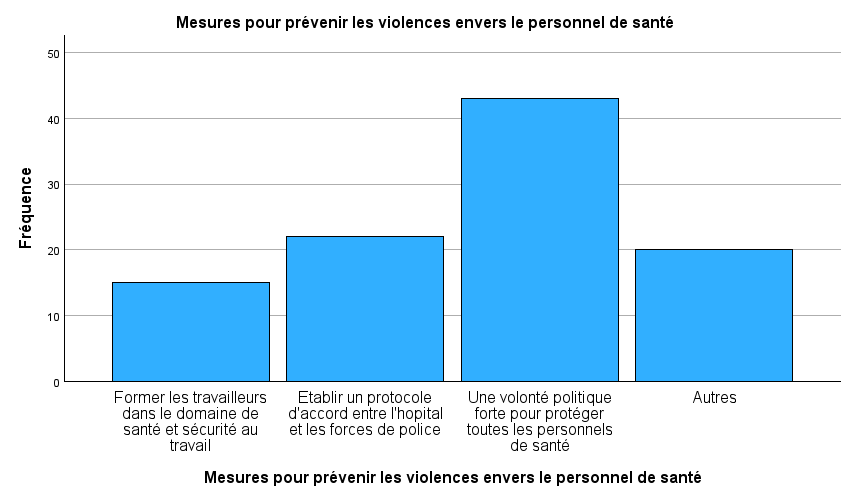 Mesures pour prévenir les violences envers le personnel de santé
50
40
30
20
10
0
Fréquence
Former les travailleurs
dans le domaine de
santé et sécurité au
travail
Etablir un protocole
d'accord entre l'hopital
et les forces de police
Une volonté politique
forte pour protéger
toutes les personnels
de santé
Autres
Mesures pour prévenir les violences envers le personnel de santé